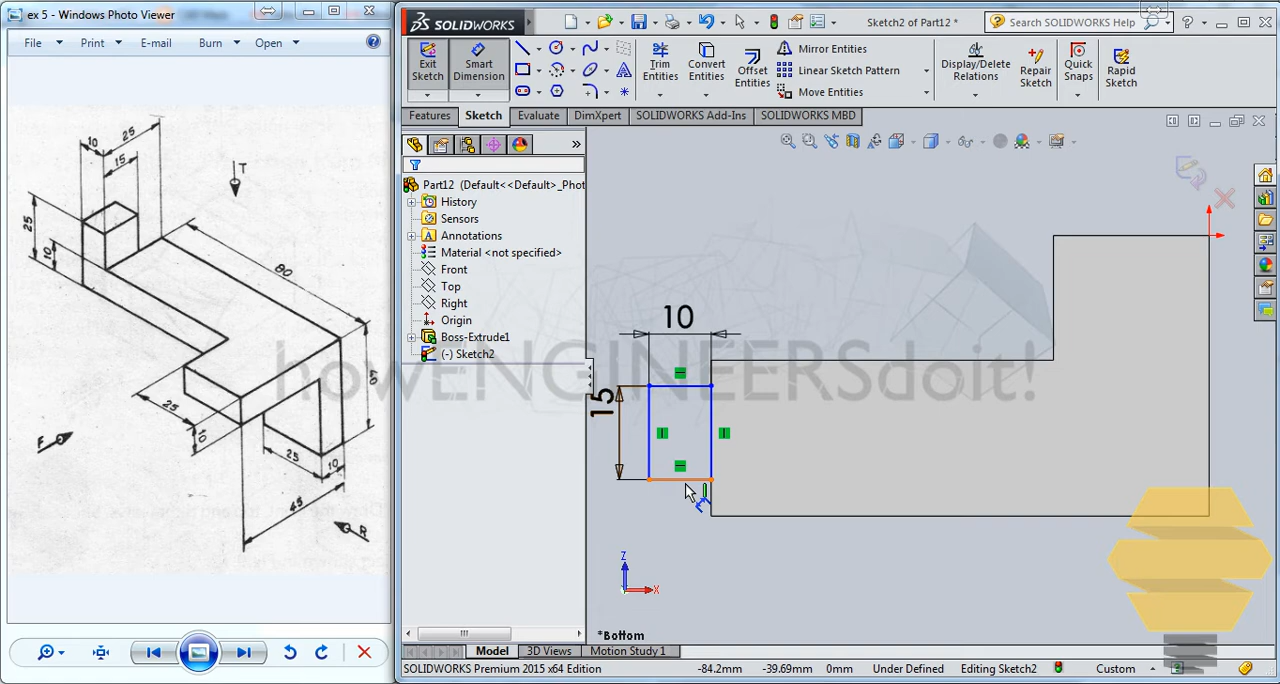 ex 5 - Windows Photo Viewer
File
Print
E-mail
Burn
Open
10
25
15
T
25
10
80
25
10
F
25
10
45
R
SOLIDWORKS
Sketch2 of Part12 *
Search SOLIDWORKS Help
Exit Sketch
Smart Dimension
Trim Entities
Convert Entities
Offset Entities
Mirror Entities
Linear Sketch Pattern
Move Entities
Display/Delete Relations
Repair Sketch
Quick Snaps
Rapid Sketch
Features
Sketch
Evaluate
DimXpert
SOLIDWORKS Add-Ins
SOLIDWORKS MBD
Part12 (Default<<Default>_Phot
History
Sensors
Annotations
Material <not specified>
Front
Top
Right
Origin
Boss-Extrude1
(-) Sketch2
10
15
howENGINEERSdoit!
Z
X
*Bottom
Model
3D Views
Motion Study 1
SOLIDWORKS Premium 2015 x64 Edition
-84.2mm
-39.69mm
0mm
Under Defined
Editing Sketch2
Custom